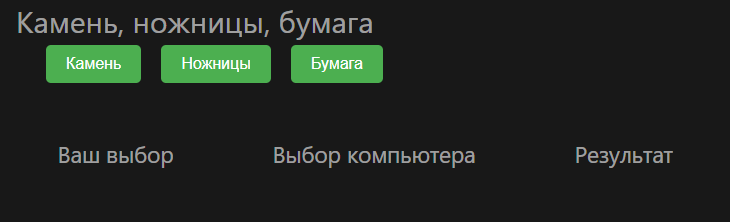 Камень, ножницы, бумага
Камень Ножницы Бумага
Ваш выбор Выбор компьютера Результат